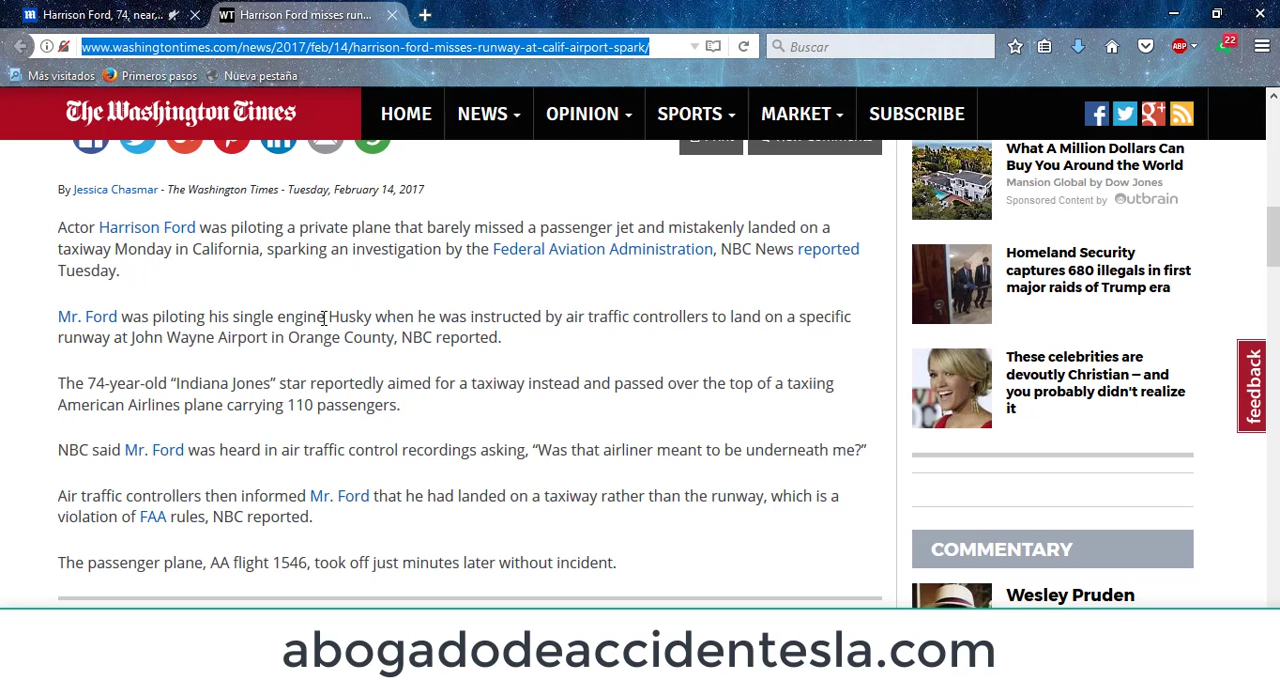 Harrison Ford, 74, near...
WT Harrison Ford misses run...
www.washingtontimes.com/news/2017/feb/14/harrison-ford-misses-runway-at-calif-airport-spark/
Buscar
ABP
22
Más visitados Primeros pasos Nueva pestaña
The Washington Times
HOME NEWS OPINION SPORTS MARKET SUBSCRIBE
By Jessica Chasmar - The Washington Times - Tuesday, February 14, 2017
Actor Harrison Ford was piloting a private plane that barely missed a passenger jet and mistakenly landed on a
taxiway Monday in California, sparking an investigation by the Federal Aviation Administration, NBC News reported
Tuesday.
Mr. Ford was piloting his single engine Husky when he was instructed by air traffic controllers to land on a specific
runway at John Wayne Airport in Orange County, NBC reported.
The 74-year-old “Indiana Jones” star reportedly aimed for a taxiway instead and passed over the top of a taxiing
American Airlines plane carrying 110 passengers.
NBC said Mr. Ford was heard in air traffic control recordings asking, “Was that airliner meant to be underneath me?”
Air traffic controllers then informed Mr. Ford that he had landed on a taxiway rather than the runway, which is a
violation of FAA rules, NBC reported.
The passenger plane, AA flight 1546, took off just minutes later without incident.
What A Million Dollars Can
Buy You Around the World
Mansion Global by Dow Jones
Sponsored Content by Outbrain
Homeland Security
captures 680 illegals in first
major raids of Trump era
These celebrities are
devoutly Christian — and
you probably didn't realize
it
feedback
COMMENTARY
Wesley Pruden
abogadodeaccidentesla.com